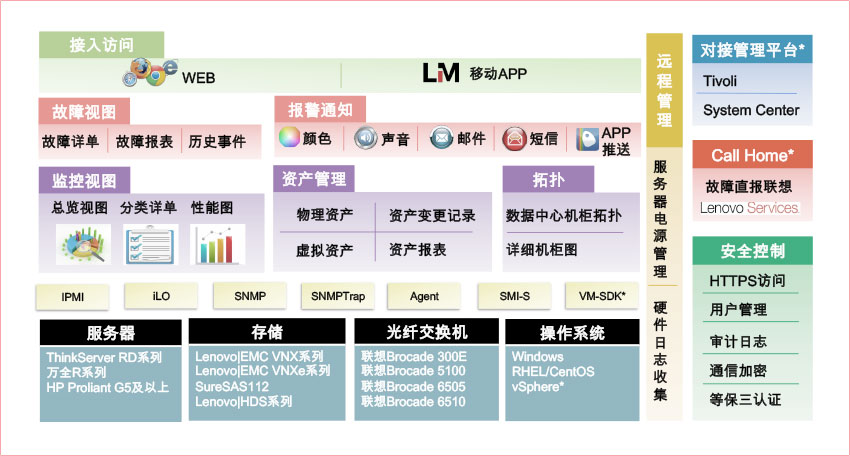 接入访问
WEB
LiM 移动APP
故障视图
故障详单 故障报表 历史事件
报警通知
颜色 声音 邮件 短信 APP
推送
监控视图
总览视图 分类详单 性能图
资产管理
物理资产 资产变更记录
虚拟资产 资产报表
拓扑
数据中心机柜拓扑
详细机柜图
IPMI iLO SNMP SNMPTrap Agent SMI-S VM-SDK*
服务器
ThinkServer RD系列
万全R系列
HP Proliant G5及以上
存储
Lenovo|EMC VNX系列
Lenovo|EMC VNXe系列
SureSAS112
Lenovo|HDS系列
光纤交换机
联想Brocade 300E
联想Brocade 5100
联想Brocade 6505
联想Brocade 6510
操作系统
Windows
RHEL/CentOS
vSphere*
远程管理
服务器电源管理
硬件日志收集
对接管理平台*
Tivoli
System Center
Call Home*
故障直报联想
Lenovo Services.
安全控制
HTTPS访问
用户管理
审计日志
通信加密
等保三认证